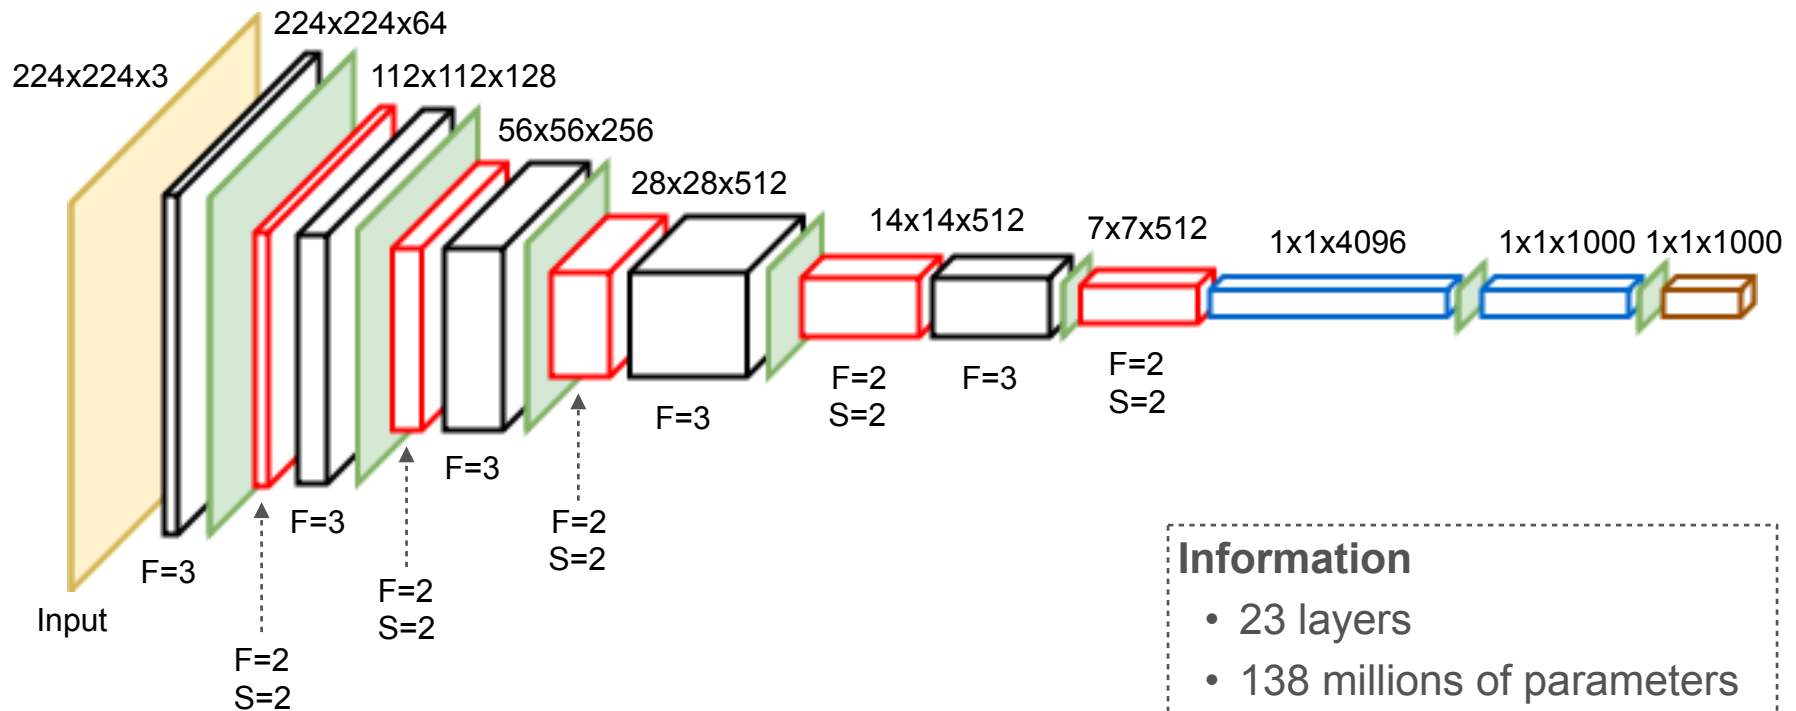 224x224x64
224x224x3
112x112x128
56x56x256
28x28x512
14x14x512
7x7x512
1x1x4096
1x1x1000
1x1x1000
F=2
S=2
F=3
F=2
S=2
F=3
F=3
F=3
F=2
S=2
F=3
F=2
S=2
Input
F=2
S=2
Information
• 23 layers
• 138 millions of parameters